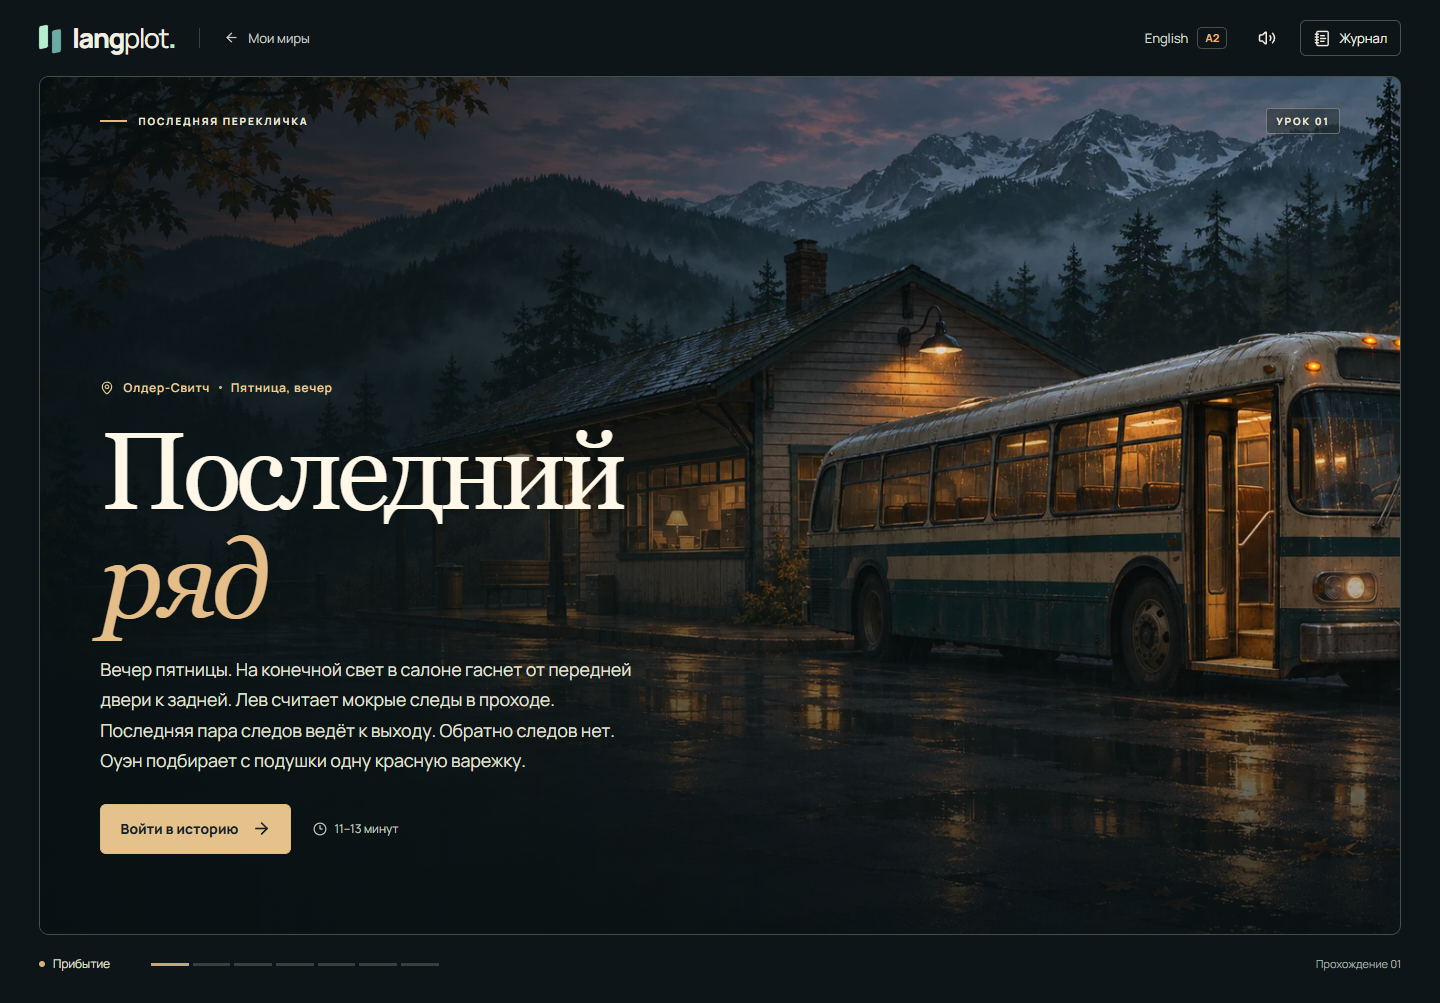 langplot.
Мои миры
English A2
Журнал
ПОСЛЕДНЯЯ ПЕРЕКЛИЧКА
УРОК 01
Олдер-Свитч • Пятница, вечер
Последний
ряд
Вечер пятницы. На конечной свет в салоне гаснет от передней
двери к задней. Лев считает мокрые следы в проходе.
Последняя пара следов ведёт к выходу. Обратно следов нет.
Оуэн подбирает с подушки одну красную варежку.
Войти в историю
11–13 минут
Прибытие
Прохождение 01